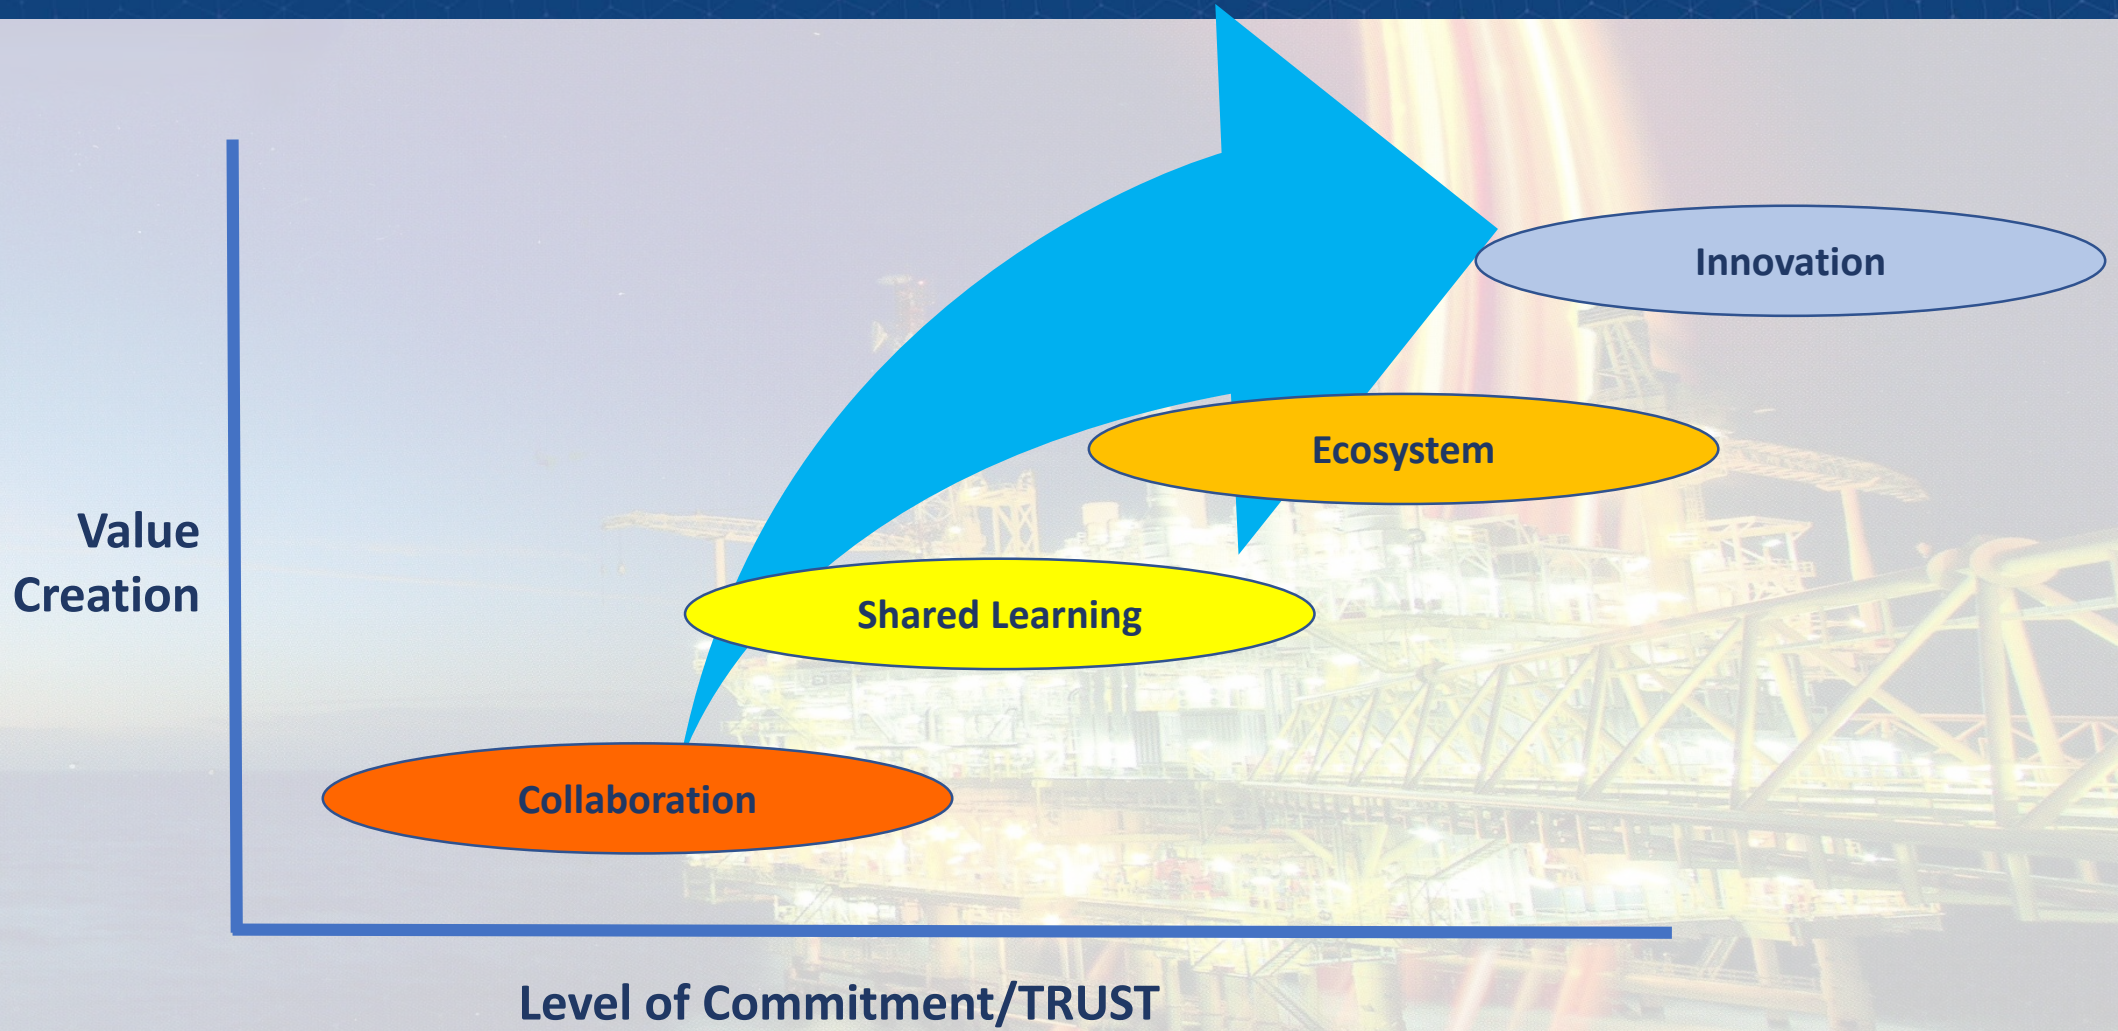 Innovation
Ecosystem
Value
Creation
Shared Learning
Collaboration
Level of Commitment/TRUST